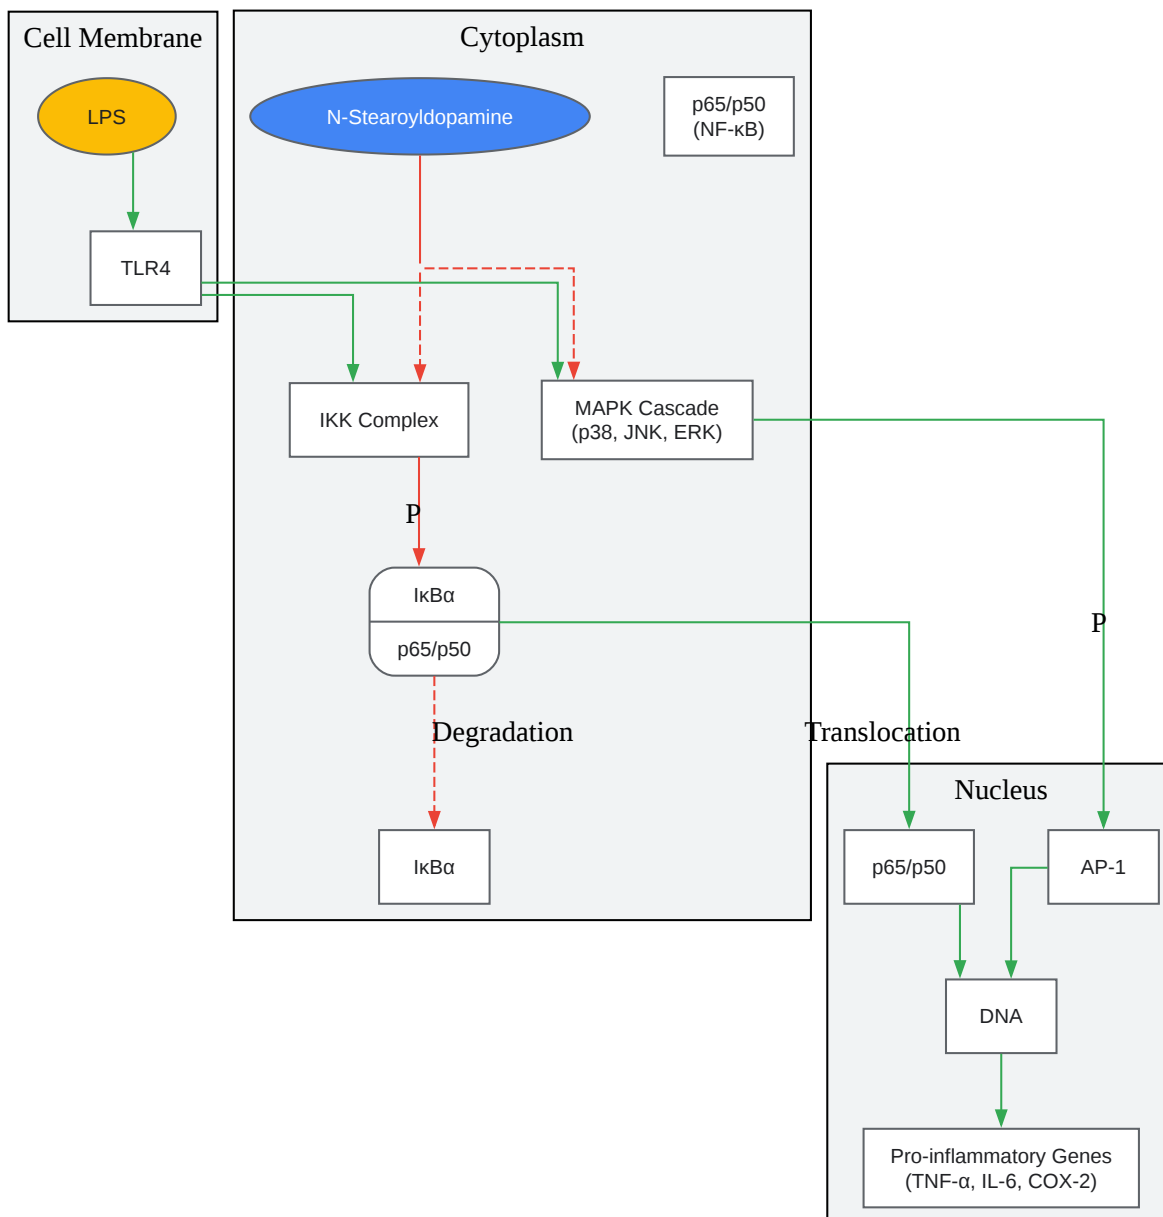 Cell Membrane
LPS
TLR4
Cytoplasm
N-Stearoyldopamine
p65/p50
(NF-κB)
IKK Complex
MAPK Cascade
(p38, JNK, ERK)
P
IκBα
p65/p50
Degradation
IκBα
P
Translocation
Nucleus
p65/p50
AP-1
DNA
Pro-inflammatory Genes
(TNF-α, IL-6, COX-2)